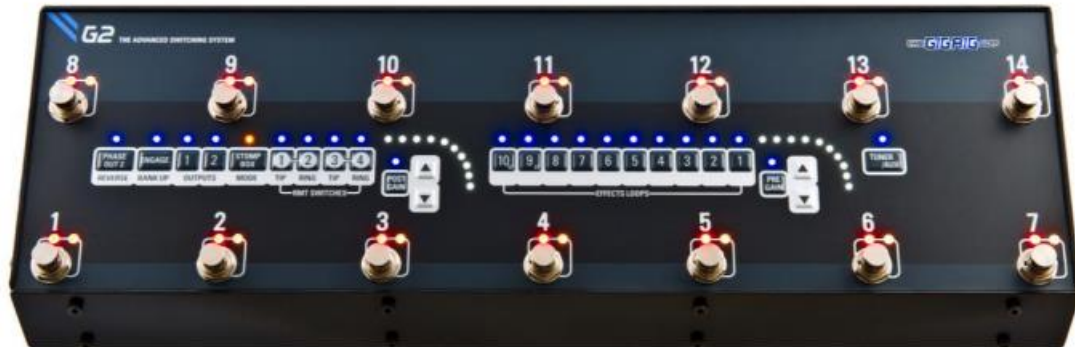 G2 THE ADVANCED SWITCHING SYSTEM
THE GIGRIG
8 9 10 11 12 13 14
PHASE OUT 2 ENGAGE 1 2 STOMP BOX 1 2 3 4
REVERSE BANK UP OUTPUTS MODE TIP RING TIP RING
RMT SWITCHES
POST GAIN
10 9 8 7 6 5 4 3 2 1
EFFECTS LOOPS
PRE GAIN
TUNER
1 2 3 4 5 6 7